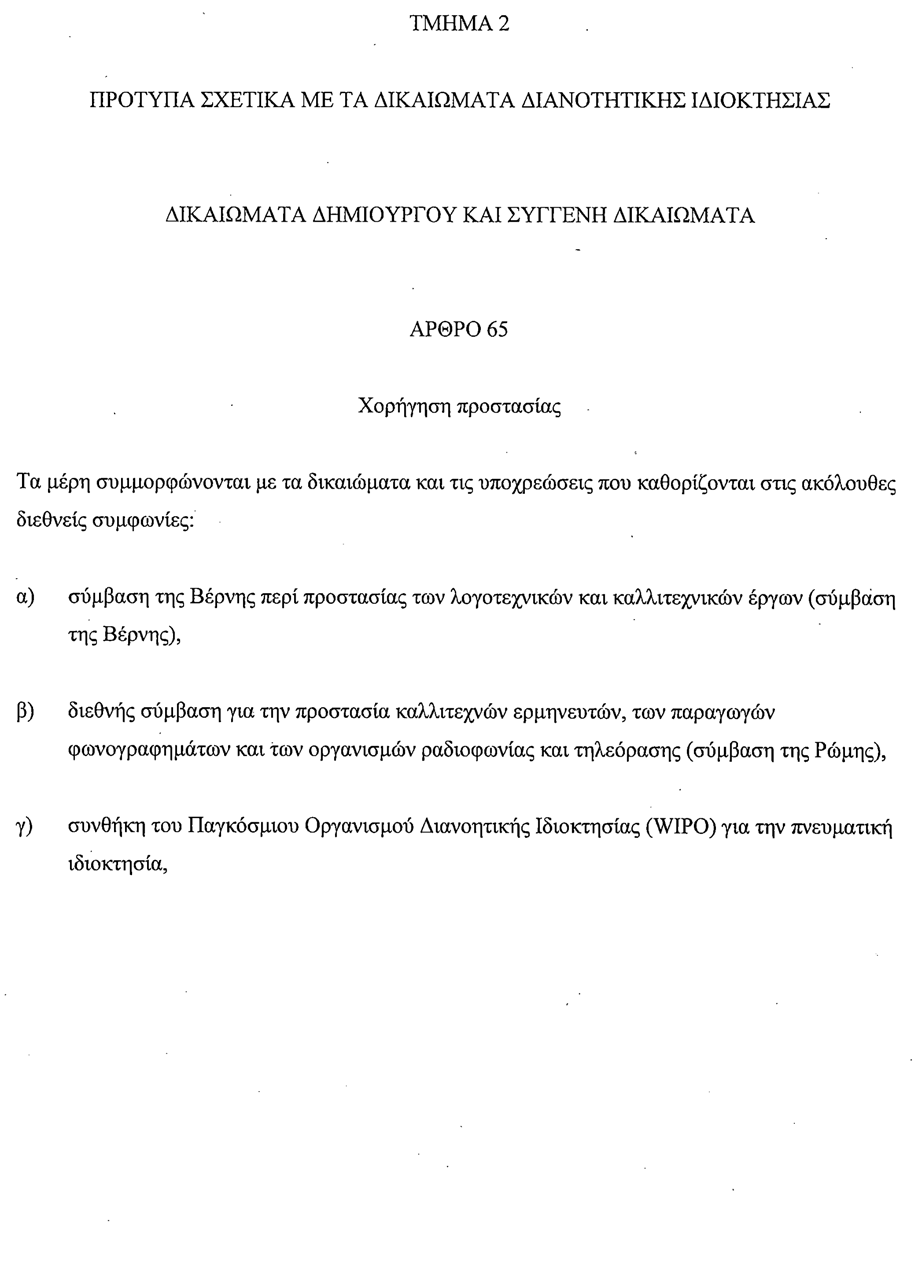 ΤΜΗΜΑ 2
ΠΡΟΤΥΠΑ ΣΧΕΤΙΚΑ ΜΕ ΤΑ ΔΙΚΑΙΩΜΑΤΑ ΔΙΑΝΟΤΗΤΙΚΗΣ ΙΔΙΟΚΤΗΣΙΑΣ
ΔΙΚΑΙΩΜΑΤΑ ΔΗΜΙΟΥΡΓΟΥ ΚΑΙ ΣΥΓΓΕΝΗ ΔΙΚΑΙΩΜΑΤΑ
ΑΡΘΡΟ 65
Χορήγηση προστασίας
Τα μέρη συμμορφώνονται με τα δικαιώματα και τις υποχρεώσεις που καθορίζονται στις ακόλουθες
διεθνείς συμφωνίες:
α) σύμβαση της Βέρνης περί προστασίας των λογοτεχνικών και καλλιτεχνικών έργων (σύμβαση
της Βέρνης),
β) διεθνής σύμβαση για την προστασία καλλιτεχνών ερμηνευτών, των παραγωγών
φωνογραφημάτων και των οργανισμών ραδιοφωνίας και τηλεόρασης (σύμβαση της Ρώμης),
γ) συνθήκη του Παγκόσμιου Οργανισμού Διανοητικής Ιδιοκτησίας (WIPO) για την πνευματική
ιδιοκτησία,